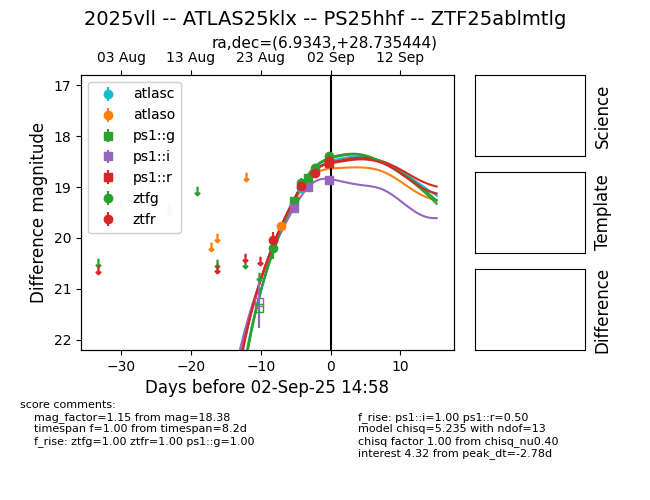 2025vll -- ATLAS25klx -- PS25hhf -- ZTF25ablmtlg
ra,dec=(6.9343,+28.735444)
03 Aug 13 Aug 23 Aug 02 Sep 12 Sep
17
18
19
20
21
22
Difference magnitude
atlasc
atlaso
ps1::g
ps1::i
ps1::r
ztfg
ztfr
−30 −20 −10 0 10
Days before 02-Sep-25 14:58
Science
Template
Difference
score comments:
mag_factor=1.15 from mag=18.38
timespan f=1.00 from timespan=8.2d
f_rise: ztfg=1.00 ztfr=1.00 ps1::g=1.00
f_rise: ps1::i=1.00 ps1::r=0.50
model chisq=5.235 with ndof=13
chisq factor 1.00 from chisq_nu0.40
interest 4.32 from peak_dt=-2.78d